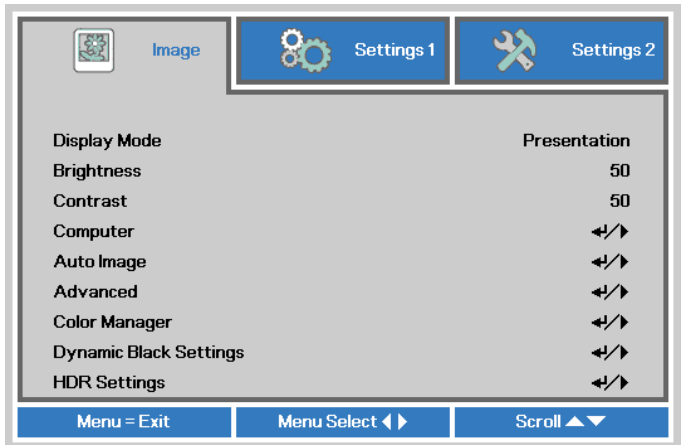 Image
Settings 1
Settings 2
Display Mode Presentation
Brightness 50
Contrast 50
Computer ↵/▶
Auto Image ↵/▶
Advanced ↵/▶
Color Manager ↵/▶
Dynamic Black Settings ↵/▶
HDR Settings ↵/▶
Menu = Exit Menu Select ◀▶ Scroll ▲▼